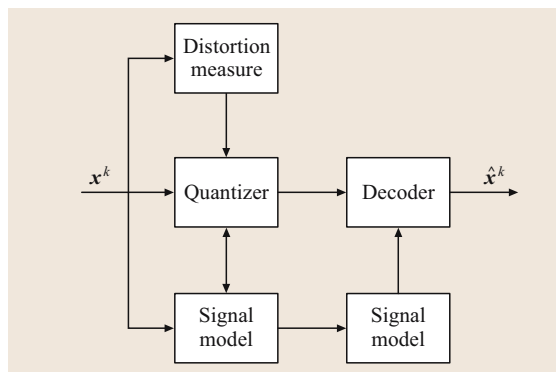 Distortion
measure
x^k
Quantizer
Decoder
x̂^k
Signal
model
Signal
model